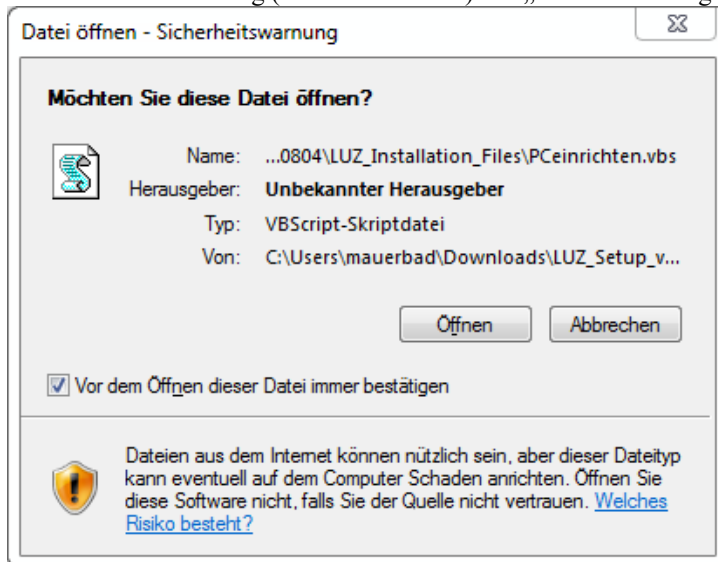 Datei öffnen - Sicherheitswarnung
Möchten Sie diese Datei öffnen?
Name: ...0804\LUZ_Installation_Files\PCeinrichten.vbs
Herausgeber: Unbekannter Herausgeber
Typ: VBScript-Skriptdatei
Von: C:\Users\mauerbad\Downloads\LUZ_Setup_v...
Öffnen Abbrechen
Vor dem Öffnen dieser Datei immer bestätigen
Dateien aus dem Internet können nützlich sein, aber dieser Dateityp
kann eventuell auf dem Computer Schaden anrichten. Öffnen Sie
diese Software nicht, falls Sie der Quelle nicht vertrauen. Welches
Risiko besteht?